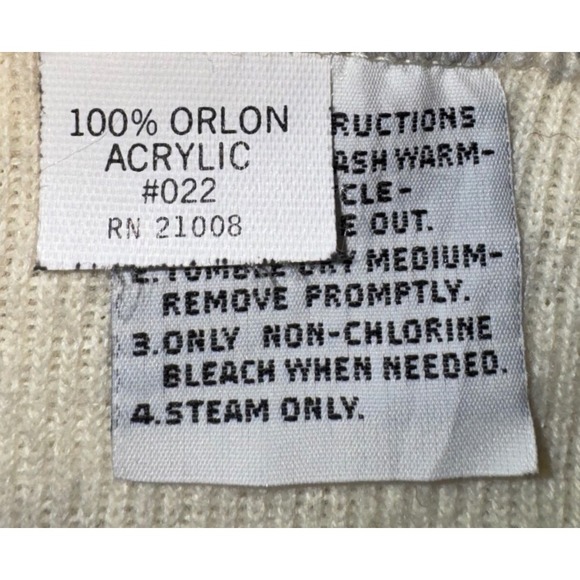 100% ORLON
ACRYLIC
#022
RN 21008
RUCTIONS
ASH WARM-
CLE-
E OUT.
2. TUMBLE DRY MEDIUM-
REMOVE PROMPTLY.
3. ONLY NON-CHLORINE
BLEACH WHEN NEEDED.
4. STEAM ONLY.